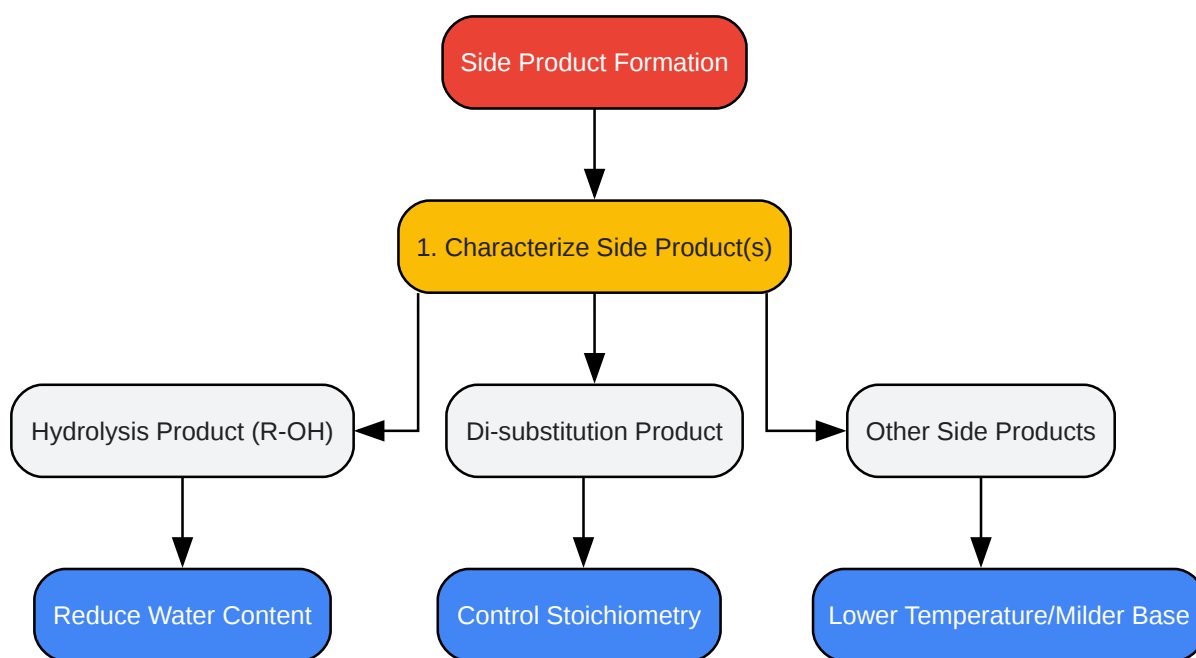 Side Product Formation
1. Characterize Side Product(s)
Hydrolysis Product (R-OH)
Di-substitution Product
Other Side Products
Reduce Water Content
Control Stoichiometry
Lower Temperature/Milder Base